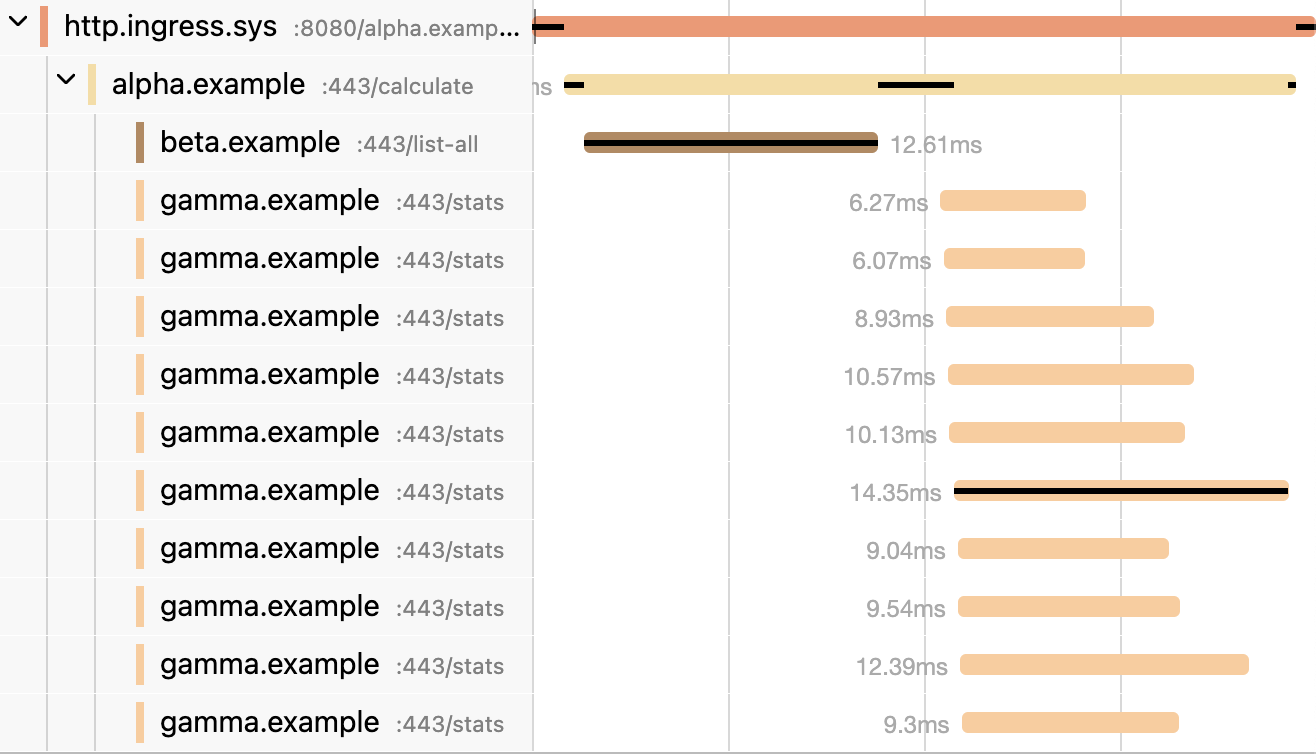 http.ingress.sys :8080/alpha.examp...
alpha.example :443/calculate
beta.example :443/list-all 12.61ms
gamma.example :443/stats 6.27ms
gamma.example :443/stats 6.07ms
gamma.example :443/stats 8.93ms
gamma.example :443/stats 10.57ms
gamma.example :443/stats 10.13ms
gamma.example :443/stats 14.35ms
gamma.example :443/stats 9.04ms
gamma.example :443/stats 9.54ms
gamma.example :443/stats 12.39ms
gamma.example :443/stats 9.3ms